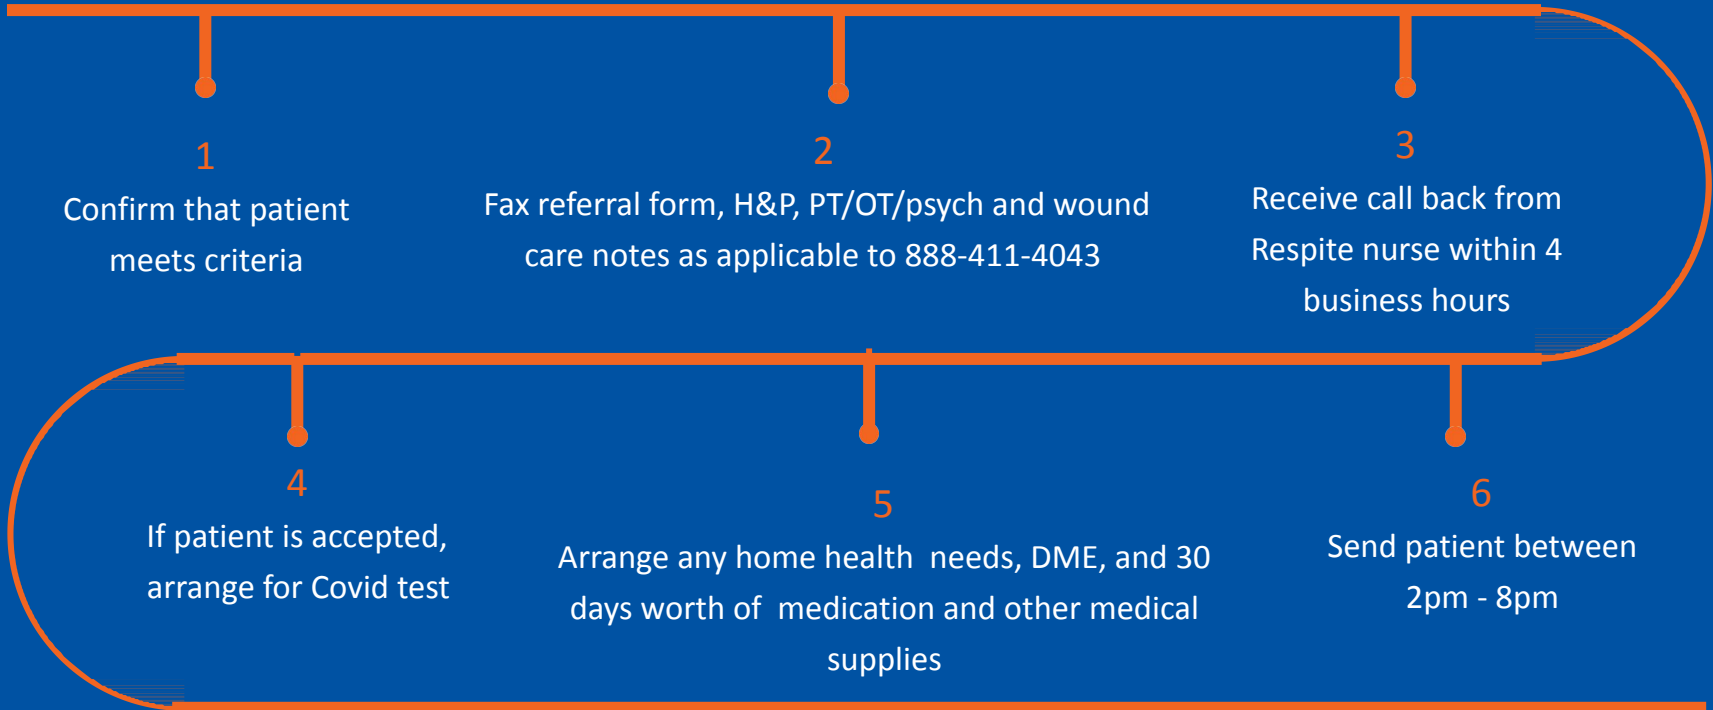 1
Confirm that patient
meets criteria
2
Fax referral form, H&P, PT/OT/psych and wound
care notes as applicable to 888-411-4043
3
Receive call back from
Respite nurse within 4
business hours
4
If patient is accepted,
arrange for Covid test
5
Arrange any home health needs, DME, and 30
days worth of medication and other medical
supplies
6
Send patient between
2pm - 8pm